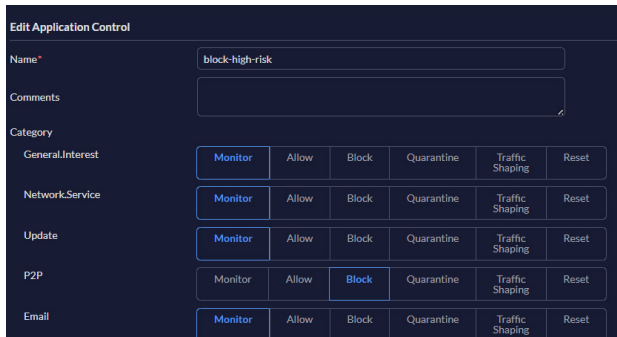 Edit Application Control
Name* block-high-risk
Comments
Category
General.Interest Monitor Allow Block Quarantine Traffic Shaping Reset
Network.Service Monitor Allow Block Quarantine Traffic Shaping Reset
Update Monitor Allow Block Quarantine Traffic Shaping Reset
P2P Monitor Allow Block Quarantine Traffic Shaping Reset
Email Monitor Allow Block Quarantine Traffic Shaping Reset